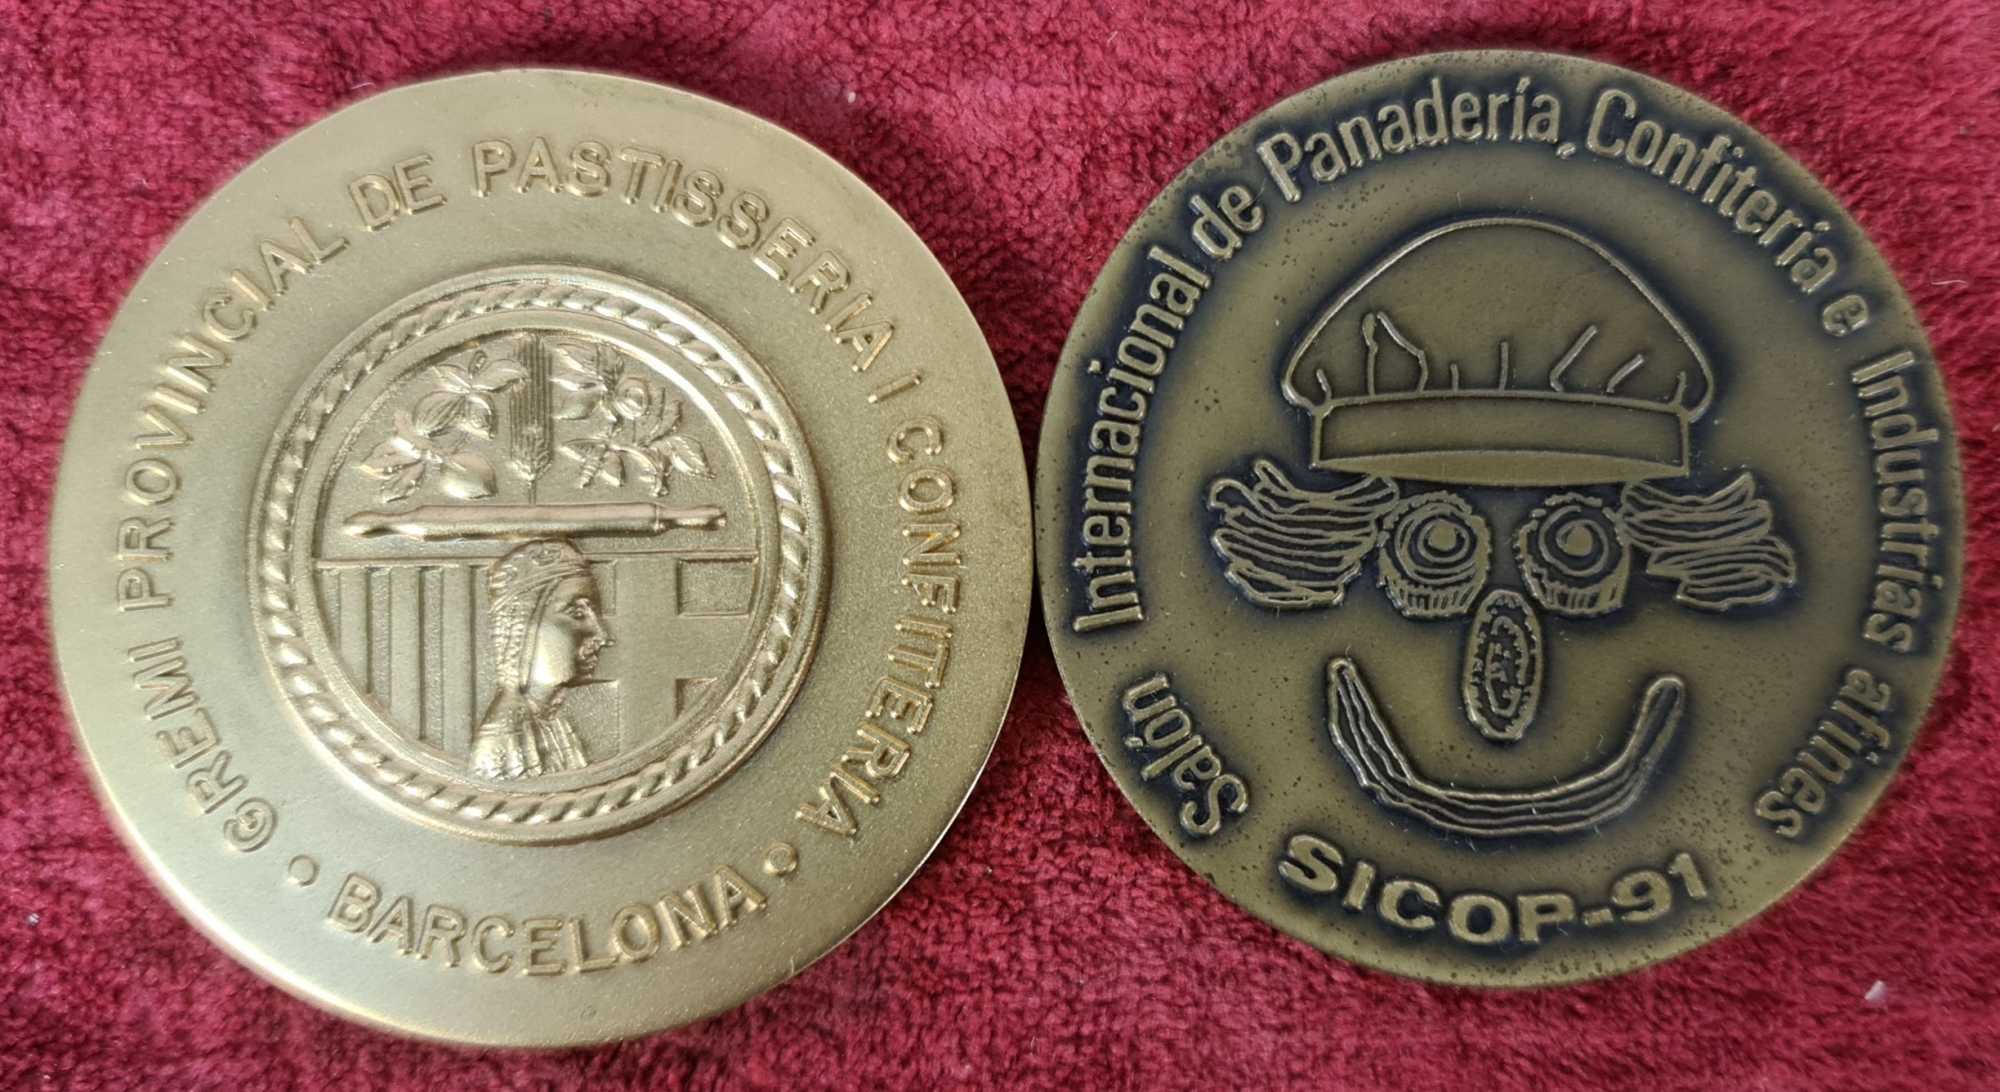 GREMI PROVINCIAL DE PASTISSERIA I CONFITERIA
• BARCELONA •
Salón Internacional de Panadería, Confitería e Industrias afines
SICOP-91